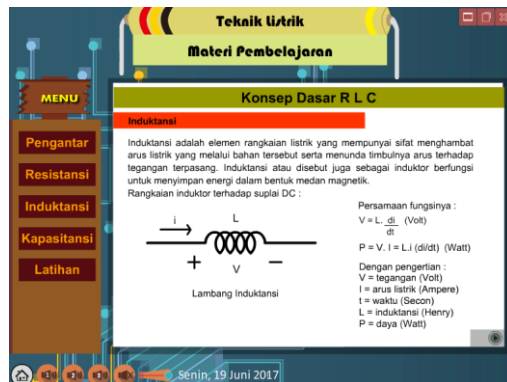 Teknik Listrik
Materi Pembelajaran
MENU
Pengantar
Resistansi
Induktansi
Kapasitansi
Latihan
Konsep Dasar R L C
Induktansi
Induktansi adalah elemen rangkaian listrik yang mempunyai sifat menghambat
arus listrik yang melalui bahan tersebut serta menunda timbulnya arus terhadap
tegangan terpasang. Induktansi atau disebut juga sebagai induktor berfungsi
untuk menyimpan energi dalam bentuk medan magnetik.
Rangkaian induktor terhadap suplai DC :
i
L
+ V −
Lambang Induktansi
Persamaan fungsinya :
V = L. di (Volt)
dt
P = V. I = L.i (di/dt) (Watt)
Dengan pengertian :
V = tegangan (Volt)
I = arus listrik (Ampere)
t = waktu (Secon)
L = induktansi (Henry)
P = daya (Watt)
Senin, 19 Juni 2017